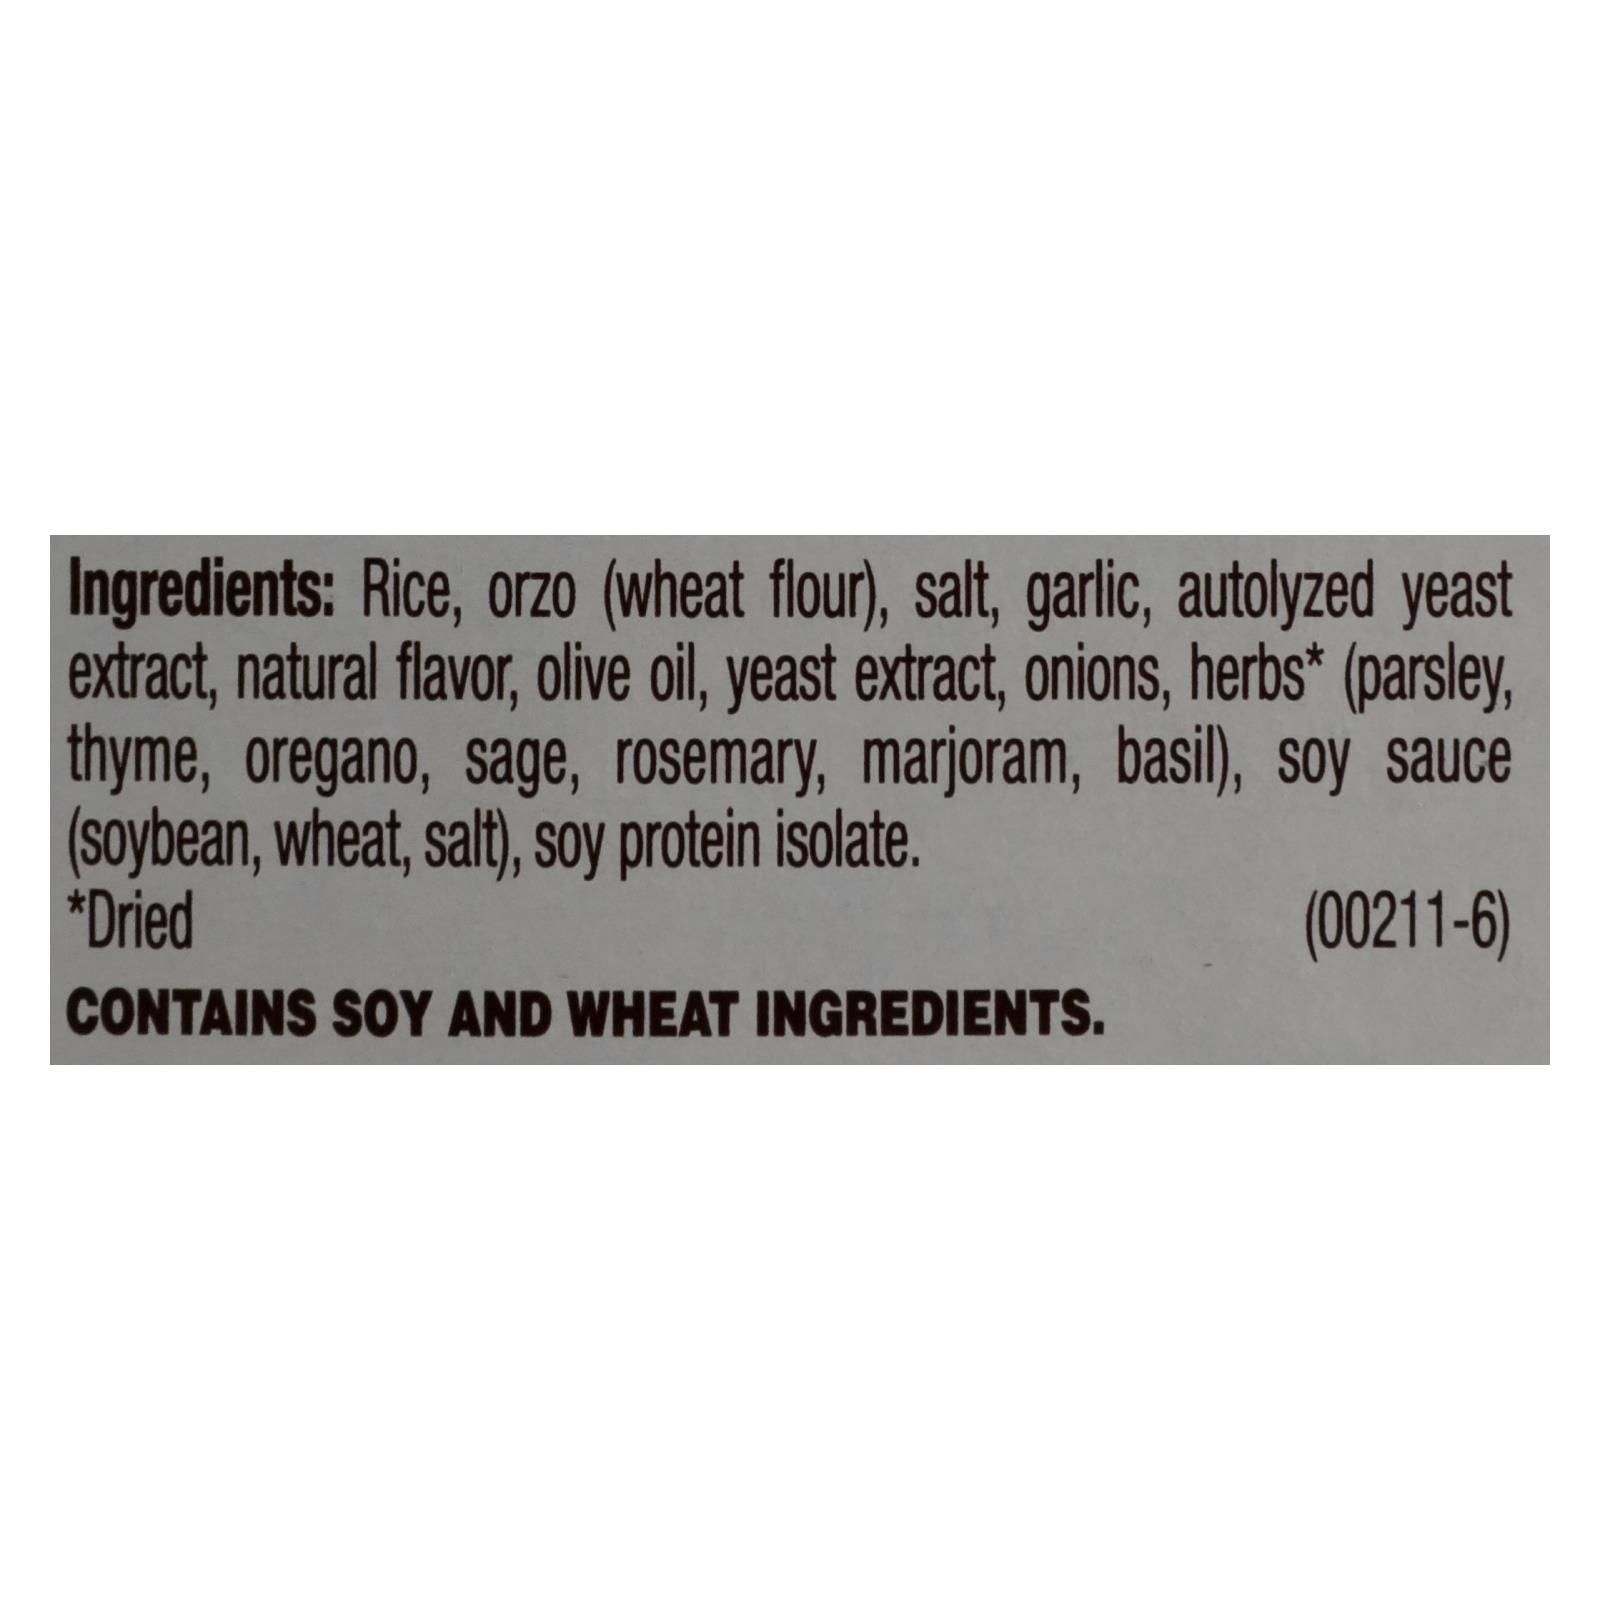 Ingredients: Rice, orzo (wheat flour), salt, garlic, autolyzed yeast
extract, natural flavor, olive oil, yeast extract, onions, herbs* (parsley,
thyme, oregano, sage, rosemary, marjoram, basil), soy sauce
(soybean, wheat, salt), soy protein isolate.
*Dried (00211-6)
CONTAINS SOY AND WHEAT INGREDIENTS.